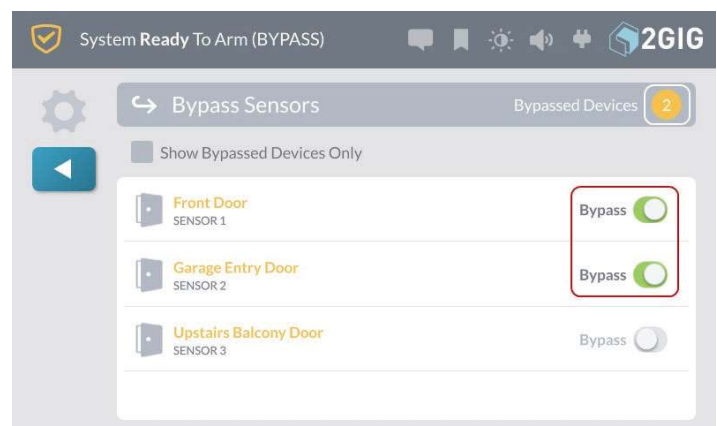 System Ready To Arm (BYPASS)
2GIG
Bypass Sensors
Bypassed Devices 2
Show Bypassed Devices Only
Front Door
SENSOR 1
Bypass
Garage Entry Door
SENSOR 2
Bypass
Upstairs Balcony Door
SENSOR 3
Bypass